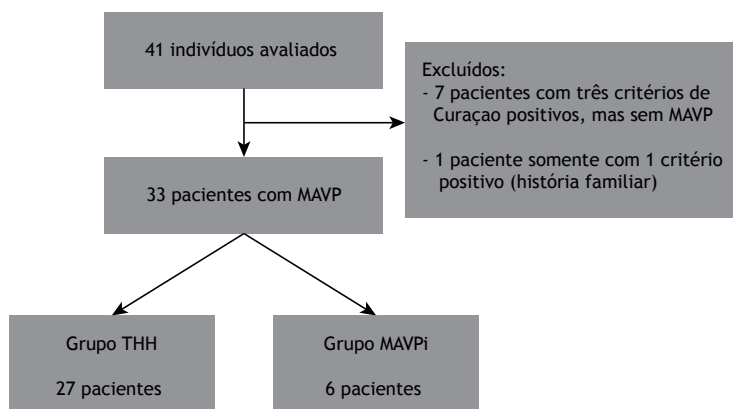 41 indivíduos avaliados
Excluídos:
- 7 pacientes com três critérios de
Curaçao positivos, mas sem MAVP
- 1 paciente somente com 1 critério
positivo (história familiar)
33 pacientes com MAVP
Grupo THH
27 pacientes
Grupo MAVPi
6 pacientes